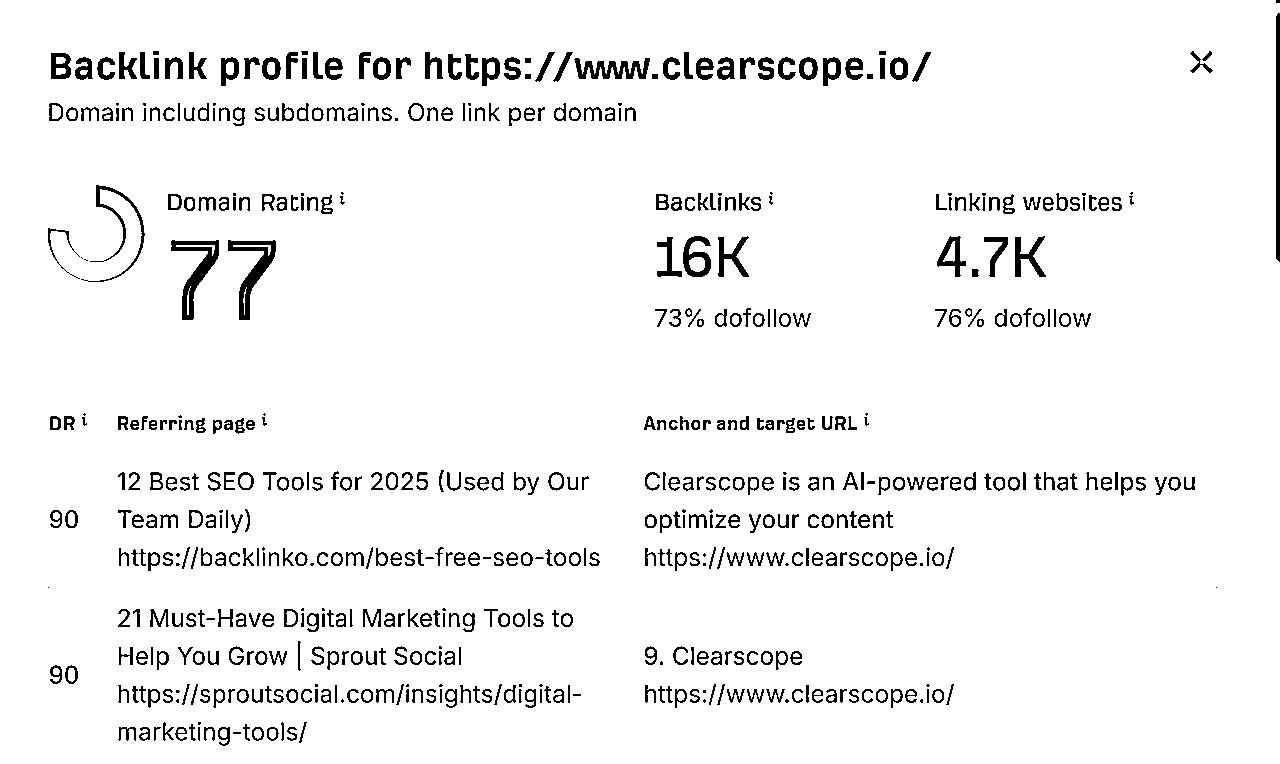 Backlink profile for https://www.clearscope.io/
Domain including subdomains. One link per domain
Domain Rating i
77
Backlinks i
16K
73% dofollow
Linking websites i
4.7K
76% dofollow
DR i Referring page i Anchor and target URL i
90
12 Best SEO Tools for 2025 (Used by Our
Team Daily)
https://backlinko.com/best-free-seo-tools
Clearscope is an AI-powered tool that helps you
optimize your content
https://www.clearscope.io/
90
21 Must-Have Digital Marketing Tools to
Help You Grow | Sprout Social
https://sproutsocial.com/insights/digital-
marketing-tools/
9. Clearscope
https://www.clearscope.io/